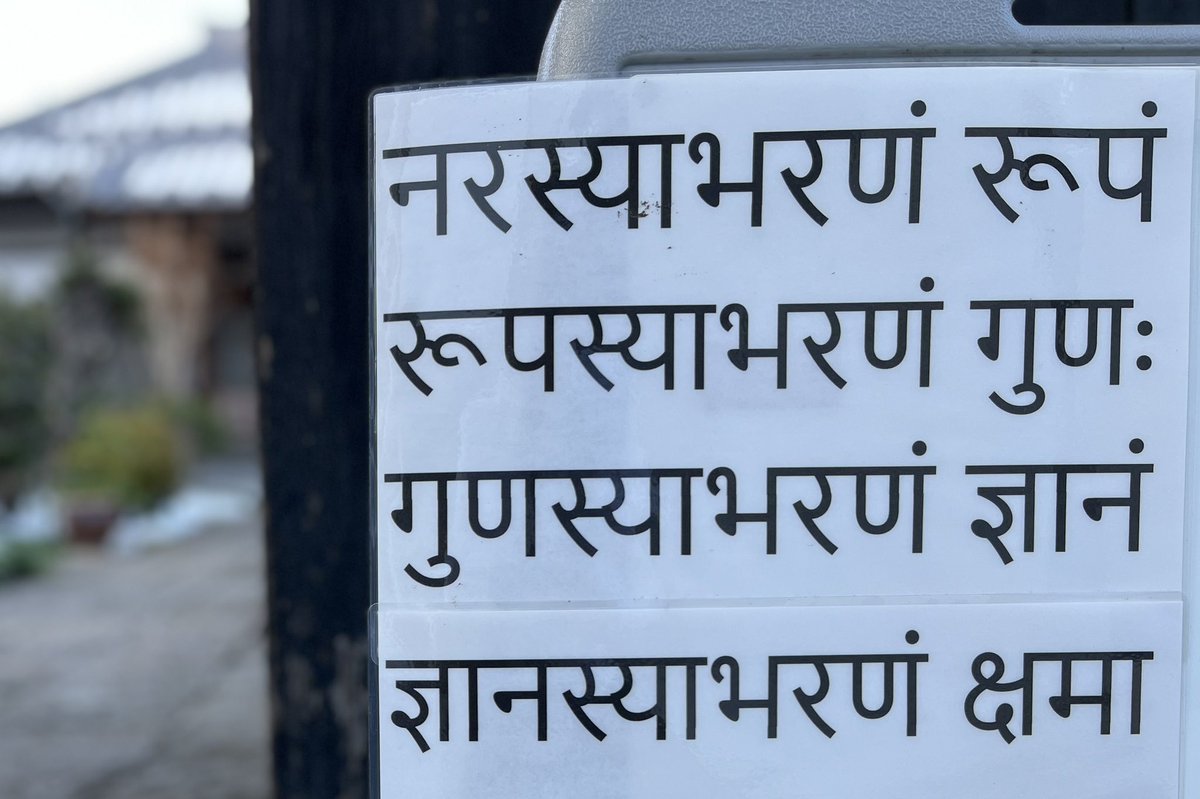 नरस्याभरणं रूपं
रूपस्याभरणं गुणः
गुणस्याभरणं ज्ञानं
ज्ञानस्याभरणं क्षमा